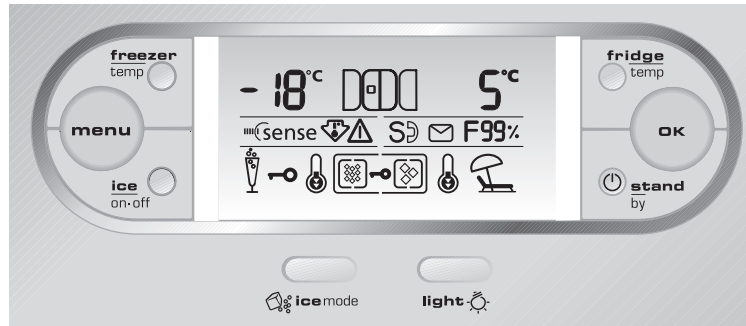 freezer
temp
menu
ice
on·off
-18°C
5°C
sense
F99%
fridge
temp
OK
stand
by
ice mode
light